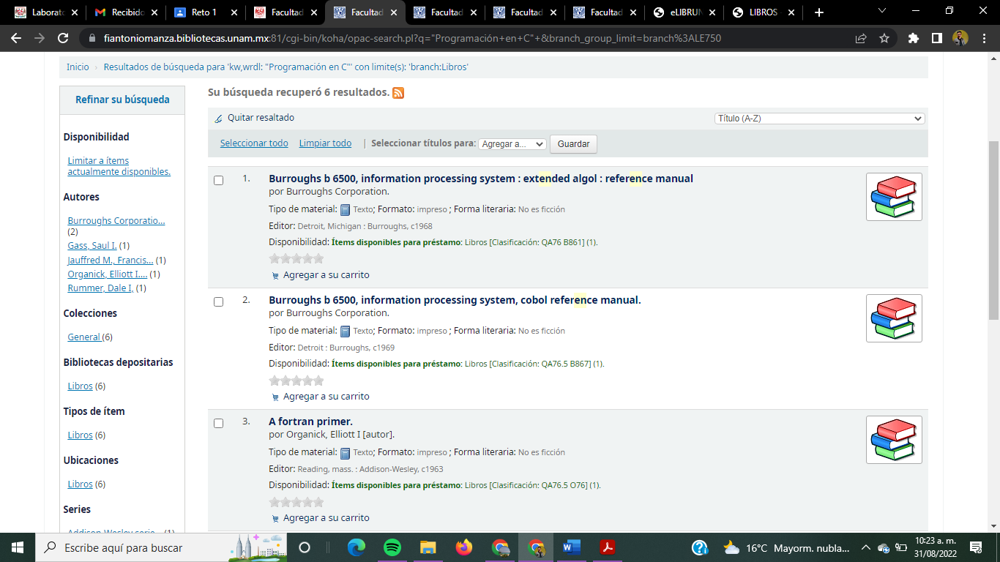 Laborato
Recibido
Reto 1
Facultad
Facultad
Facultad
Facultad
Facultad
eLIBRUN
LIBROS
fiantoniomanza.bibliotecas.unam.mx:81/cgi-bin/koha/opac-search.pl?q="Programación+en+C"+&branch_group_limit=branch%3ALE750
Inicio › Resultados de búsqueda para 'kw,wrdl: "Programación en C"' con limite(s): 'branch:Libros'
Refinar su búsqueda
Disponibilidad
Limitar a ítems
actualmente disponibles.
Autores
Burroughs Corporatio...
(2)
Gass, Saul I. (1)
Jauffred M., Francis... (1)
Organick, Elliott I.... (1)
Rummer, Dale I, (1)
Colecciones
General (6)
Bibliotecas depositarias
Libros (6)
Tipos de ítem
Libros (6)
Ubicaciones
Libros (6)
Series
Addison-Wesley serie... (1)
Su búsqueda recuperó 6 resultados.
Quitar resaltado
Título (A-Z)
Seleccionar todo Limpiar todo | Seleccionar títulos para: Agregar a... Guardar
1. Burroughs b 6500, information processing system : extended algol : reference manual
por Burroughs Corporation.
Tipo de material: Texto; Formato: impreso ; Forma literaria: No es ficción
Editor: Detroit, Michigan : Burroughs, c1968
Disponibilidad: Ítems disponibles para préstamo: Libros [Clasificación: QA76 B861] (1).
Agregar a su carrito
2. Burroughs b 6500, information processing system, cobol reference manual.
por Burroughs Corporation.
Tipo de material: Texto; Formato: impreso ; Forma literaria: No es ficción
Editor: Detroit : Burroughs, c1969
Disponibilidad: Ítems disponibles para préstamo: Libros [Clasificación: QA76.5 B867] (1).
Agregar a su carrito
3. A fortran primer.
por Organick, Elliott I [autor].
Tipo de material: Texto; Formato: impreso ; Forma literaria: No es ficción
Editor: Reading, mass. : Addison-Wesley, c1963
Disponibilidad: Ítems disponibles para préstamo: Libros [Clasificación: QA76.5 O76] (1).
Agregar a su carrito
Escribe aquí para buscar
16°C Mayorm. nubla...
10:23 a. m.
31/08/2022